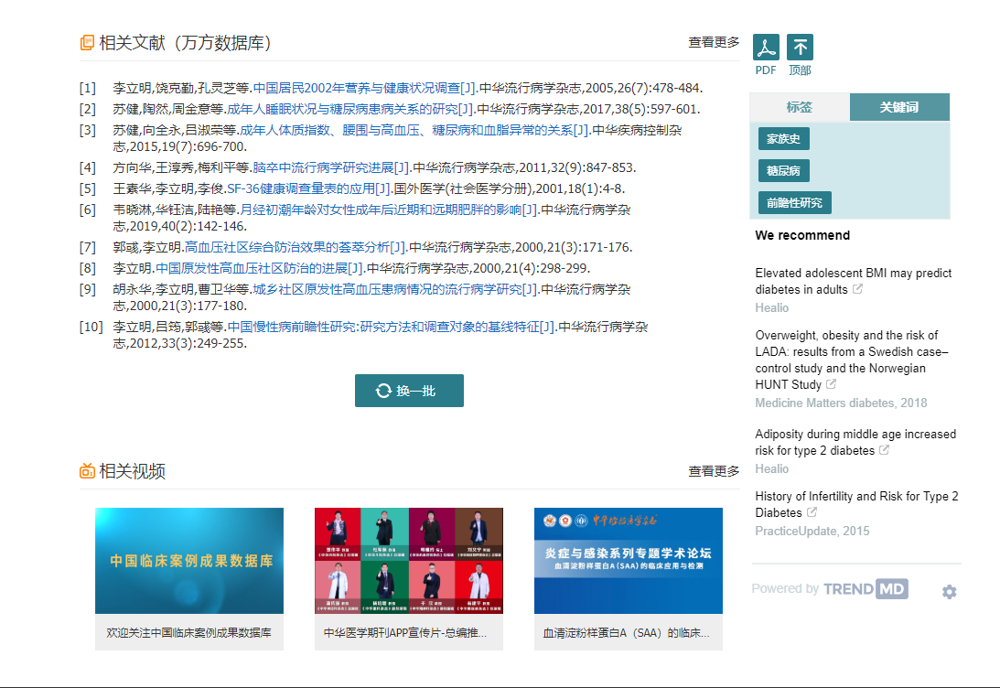 相关文献（万方数据库）
查看更多
[1] 李立明,饶克勤,孔灵芝等.中国居民2002年营养与健康状况调查[J].中华流行病学杂志,2005,26(7):478-484.
[2] 苏健,陶然,周金意等.成年人睡眠状况与糖尿病患病关系的研究[J].中华流行病学杂志,2017,38(5):597-601.
[3] 苏健,向全永,吕淑荣等.成年人体质指数、腰围与高血压、糖尿病和血脂异常的关系[J].中华疾病控制杂
志,2015,19(7):696-700.
[4] 方向华,王淳秀,梅利平等.脑卒中流行病学研究进展[J].中华流行病学杂志,2011,32(9):847-853.
[5] 王素华,李立明,李俊.SF-36健康调查量表的应用[J].国外医学(社会医学分册),2001,18(1):4-8.
[6] 韦晓淋,华钰洁,陆艳等.月经初潮年龄对女性成年后近期和远期肥胖的影响[J].中华流行病学杂
志,2019,40(2):142-146.
[7] 郭彧,李立明.高血压社区综合防治效果的荟萃分析[J].中华流行病学杂志,2000,21(3):171-176.
[8] 李立明.中国原发性高血压社区防治的进展[J].中华流行病学杂志,2000,21(4):298-299.
[9] 胡永华,李立明,曹卫华等.城乡社区原发性高血压患病情况的流行病学研究[J].中华流行病学杂
志,2000,21(3):177-180.
[10] 李立明,吕筠,郭彧等.中国慢性病前瞻性研究:研究方法和调查对象的基线特征[J].中华流行病学杂
志,2012,33(3):249-255.
换一批
相关视频
查看更多
中国临床案例成果数据库
欢迎关注中国临床案例成果数据库
中华医学期刊APP宣传片-总编推...
炎症与感染系列专题学术论坛
血清淀粉样蛋白A(SAA)的临床应用与检测
血清淀粉样蛋白A（SAA）的临床...
PDF
顶部
标签
关键词
家族史
糖尿病
前瞻性研究
We recommend
Elevated adolescent BMI may predict
diabetes in adults
Healio
Overweight, obesity and the risk of
LADA: results from a Swedish case–
control study and the Norwegian
HUNT Study
Medicine Matters diabetes, 2018
Adiposity during middle age increased
risk for type 2 diabetes
Healio
History of Infertility and Risk for Type 2
Diabetes
PracticeUpdate, 2015
Powered by TREND MD